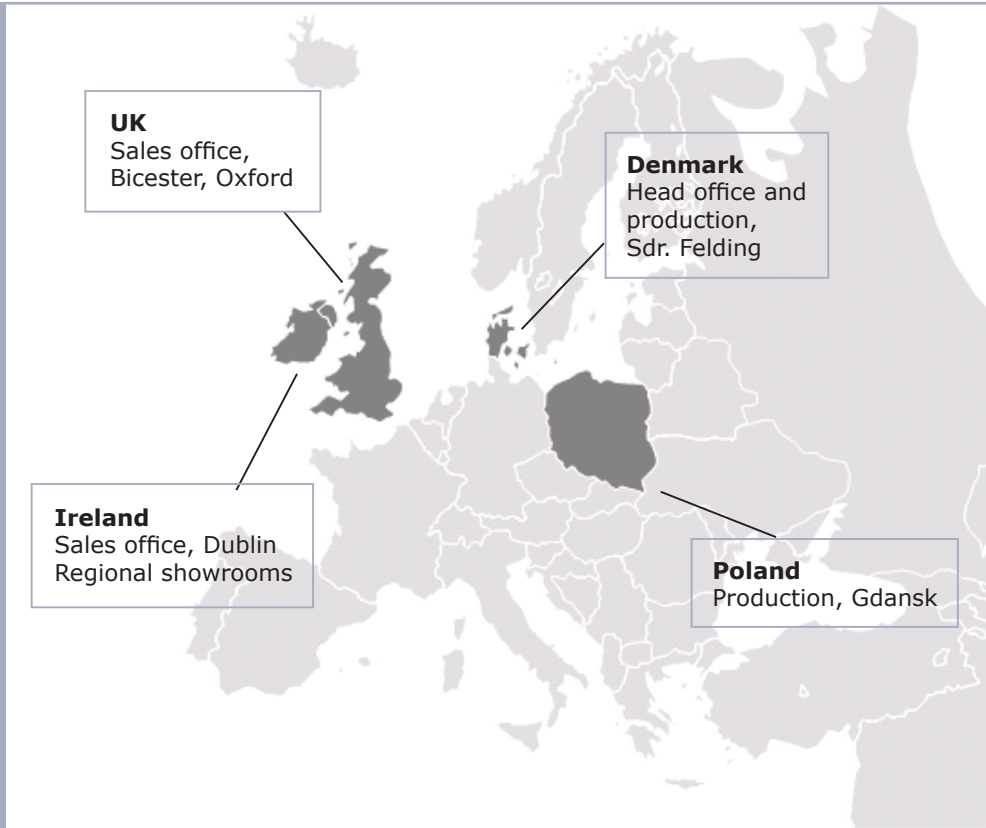 UK
Sales office,
Bicester, Oxford
Denmark
Head office and
production,
Sdr. Felding
Ireland
Sales office, Dublin
Regional showrooms
Poland
Production, Gdansk